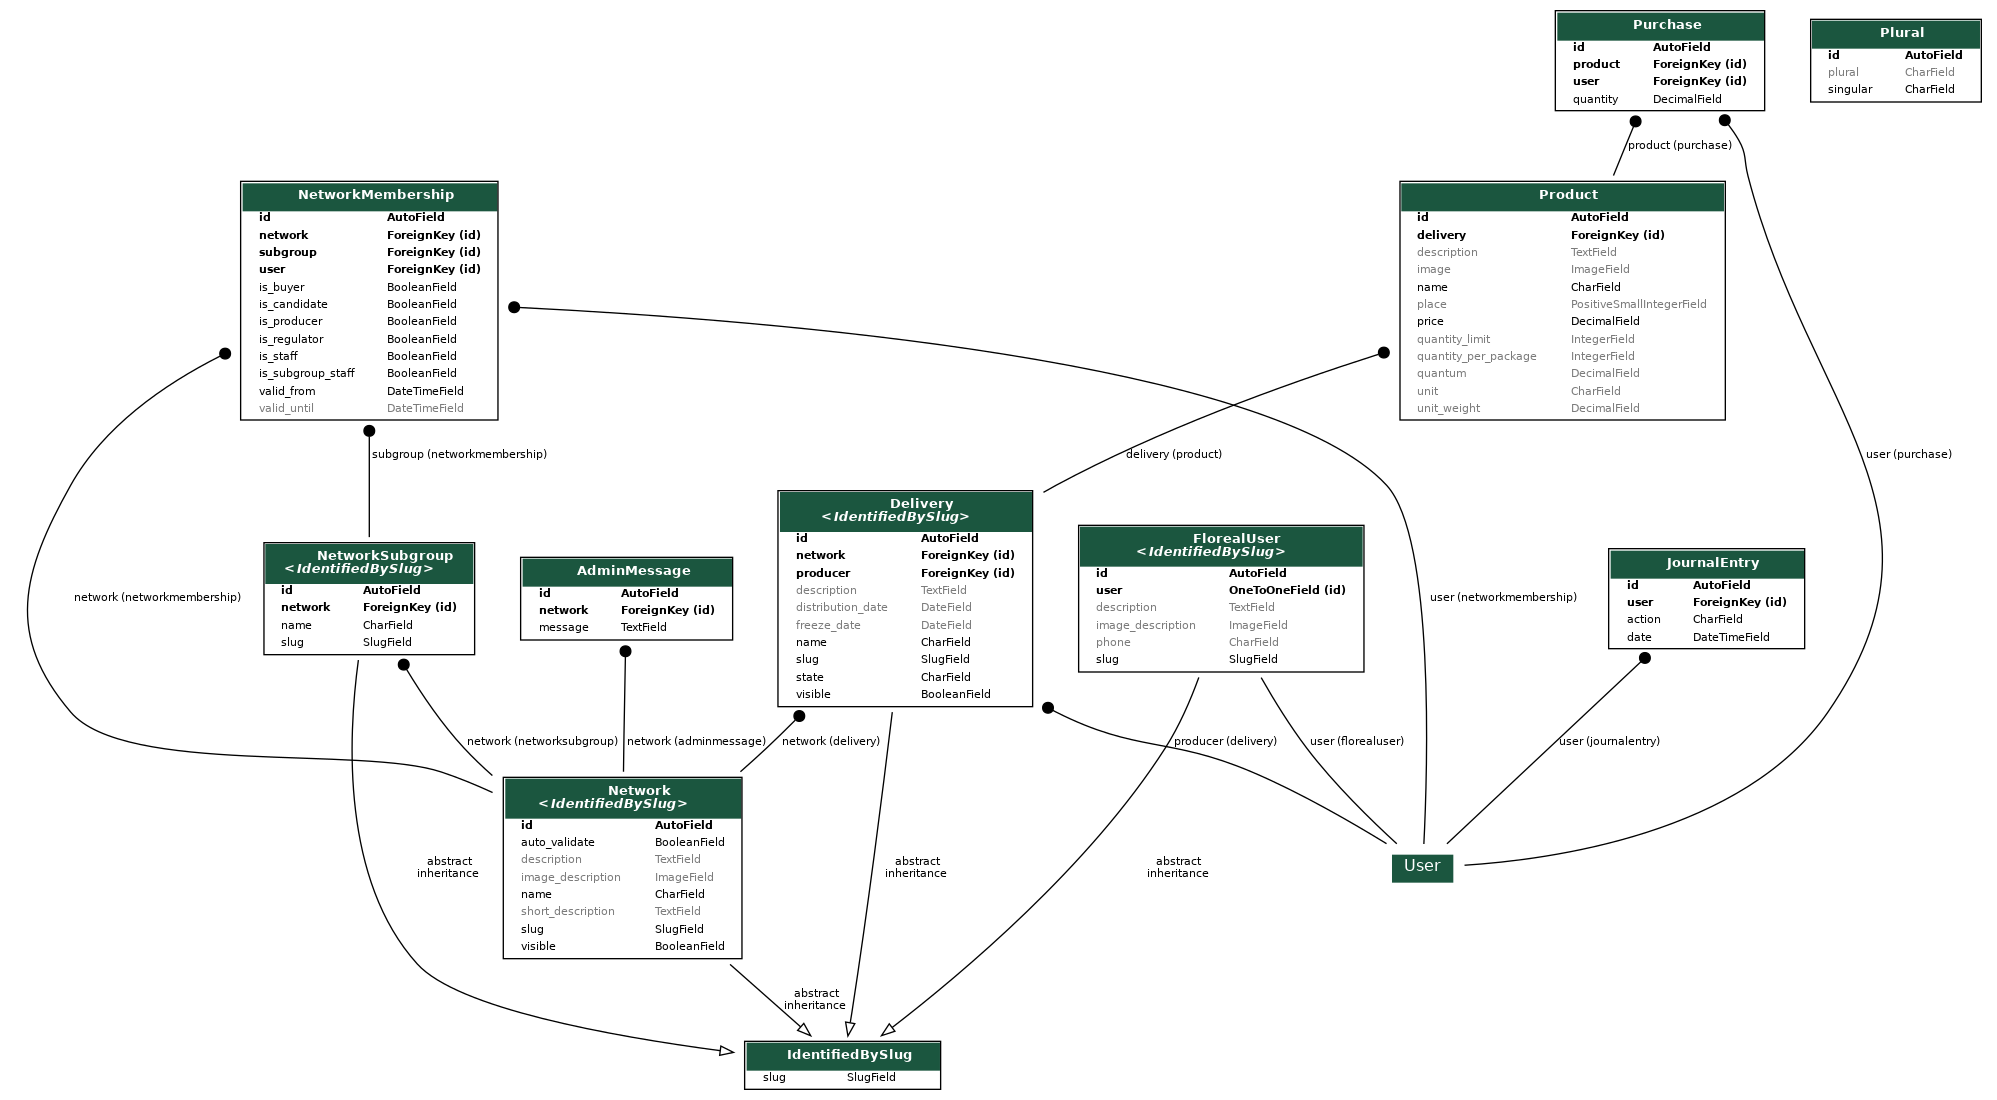 Purchase
id AutoField
product ForeignKey (id)
user ForeignKey (id)
quantity DecimalField
Plural
id AutoField
plural CharField
singular CharField
product (purchase)
NetworkMembership
id AutoField
network ForeignKey (id)
subgroup ForeignKey (id)
user ForeignKey (id)
is_buyer BooleanField
is_candidate BooleanField
is_producer BooleanField
is_regulator BooleanField
is_staff BooleanField
is_subgroup_staff BooleanField
valid_from DateTimeField
valid_until DateTimeField
Product
id AutoField
delivery ForeignKey (id)
description TextField
image ImageField
name CharField
place PositiveSmallIntegerField
price DecimalField
quantity_limit IntegerField
quantity_per_package IntegerField
quantum DecimalField
unit CharField
unit_weight DecimalField
subgroup (networkmembership)
delivery (product)
user (purchase)
NetworkSubgroup
<IdentifiedBySlug>
id AutoField
network ForeignKey (id)
name CharField
slug SlugField
AdminMessage
id AutoField
network ForeignKey (id)
message TextField
Delivery
<IdentifiedBySlug>
id AutoField
network ForeignKey (id)
producer ForeignKey (id)
description TextField
distribution_date DateField
freeze_date DateField
name CharField
slug SlugField
state CharField
visible BooleanField
FlorealUser
<IdentifiedBySlug>
id AutoField
user OneToOneField (id)
description TextField
image_description ImageField
phone CharField
slug SlugField
JournalEntry
id AutoField
user ForeignKey (id)
action CharField
date DateTimeField
network (networkmembership)
user (networkmembership)
network (networksubgroup)
network (adminmessage)
network (delivery)
producer (delivery)
user (florealuser)
user (journalentry)
Network
<IdentifiedBySlug>
id AutoField
auto_validate BooleanField
description TextField
image_description ImageField
name CharField
short_description TextField
slug SlugField
visible BooleanField
abstract
inheritance
abstract
inheritance
abstract
inheritance
User
abstract
inheritance
IdentifiedBySlug
slug SlugField